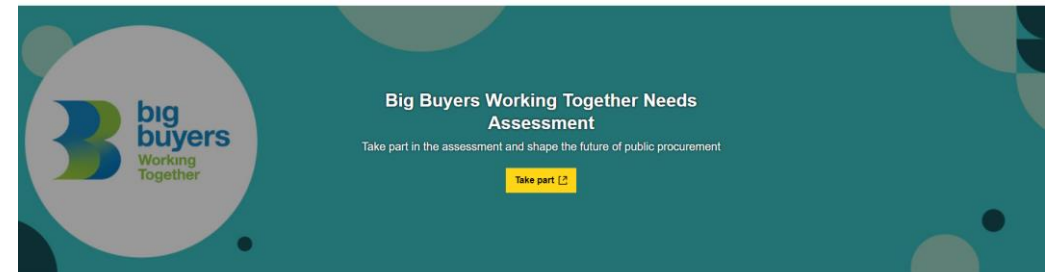 big
buyers
Working
Together
Big Buyers Working Together Needs
Assessment
Take part in the assessment and shape the future of public procurement
Take part